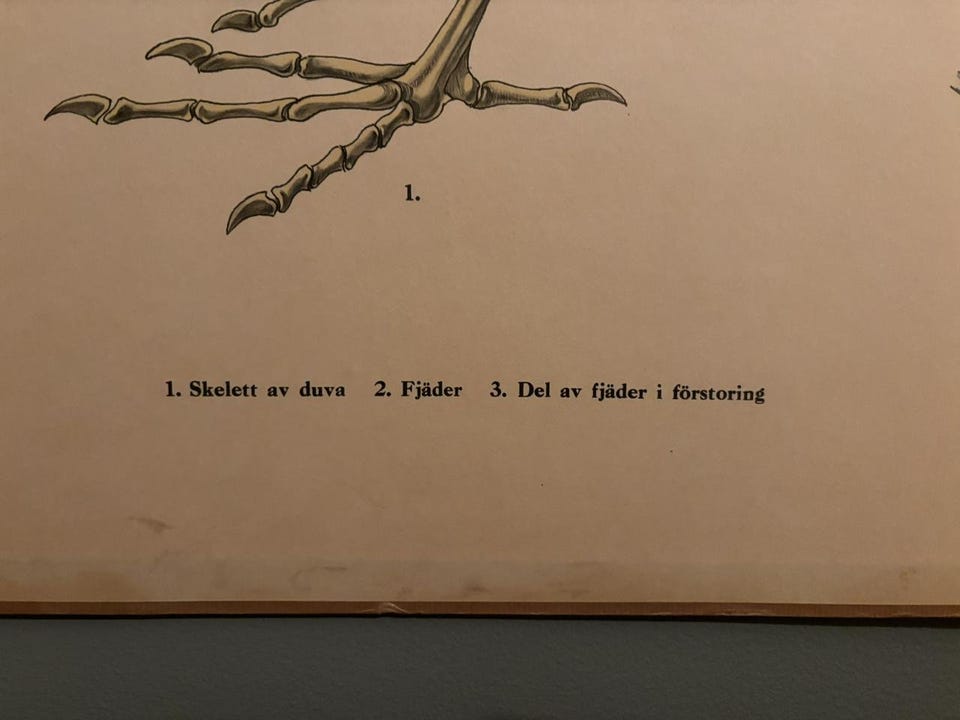 1.
1. Skelett av duva 2. Fjäder 3. Del av fjäder i förstoring